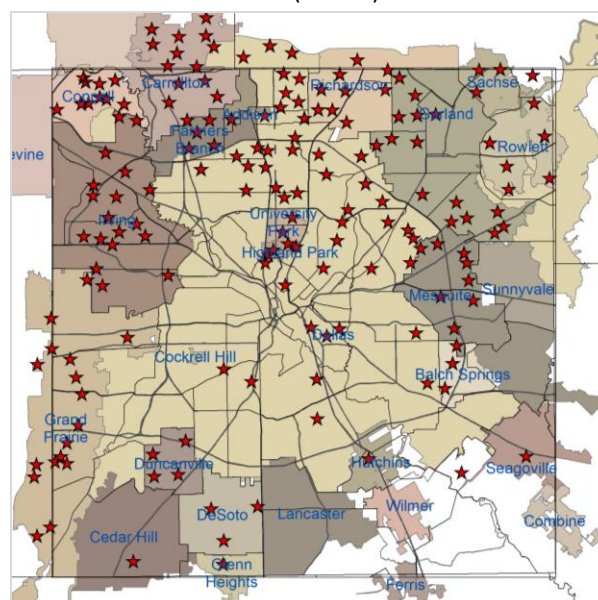 Sachse
Carrollton
Coppell
Richardson
Addison
Garland
Farmers
Branch
Rowlett
evine
University
Park
Irving
Highland Park
Sunnyvale
Mesquite
Dallas
Cockrell Hill
Balch Springs
Grand
Prairie
Duncanville
Hutchins
Seagoville
Wilmer
DeSoto
Lancaster
Combine
Cedar Hill
Glenn
Heights
Ferris